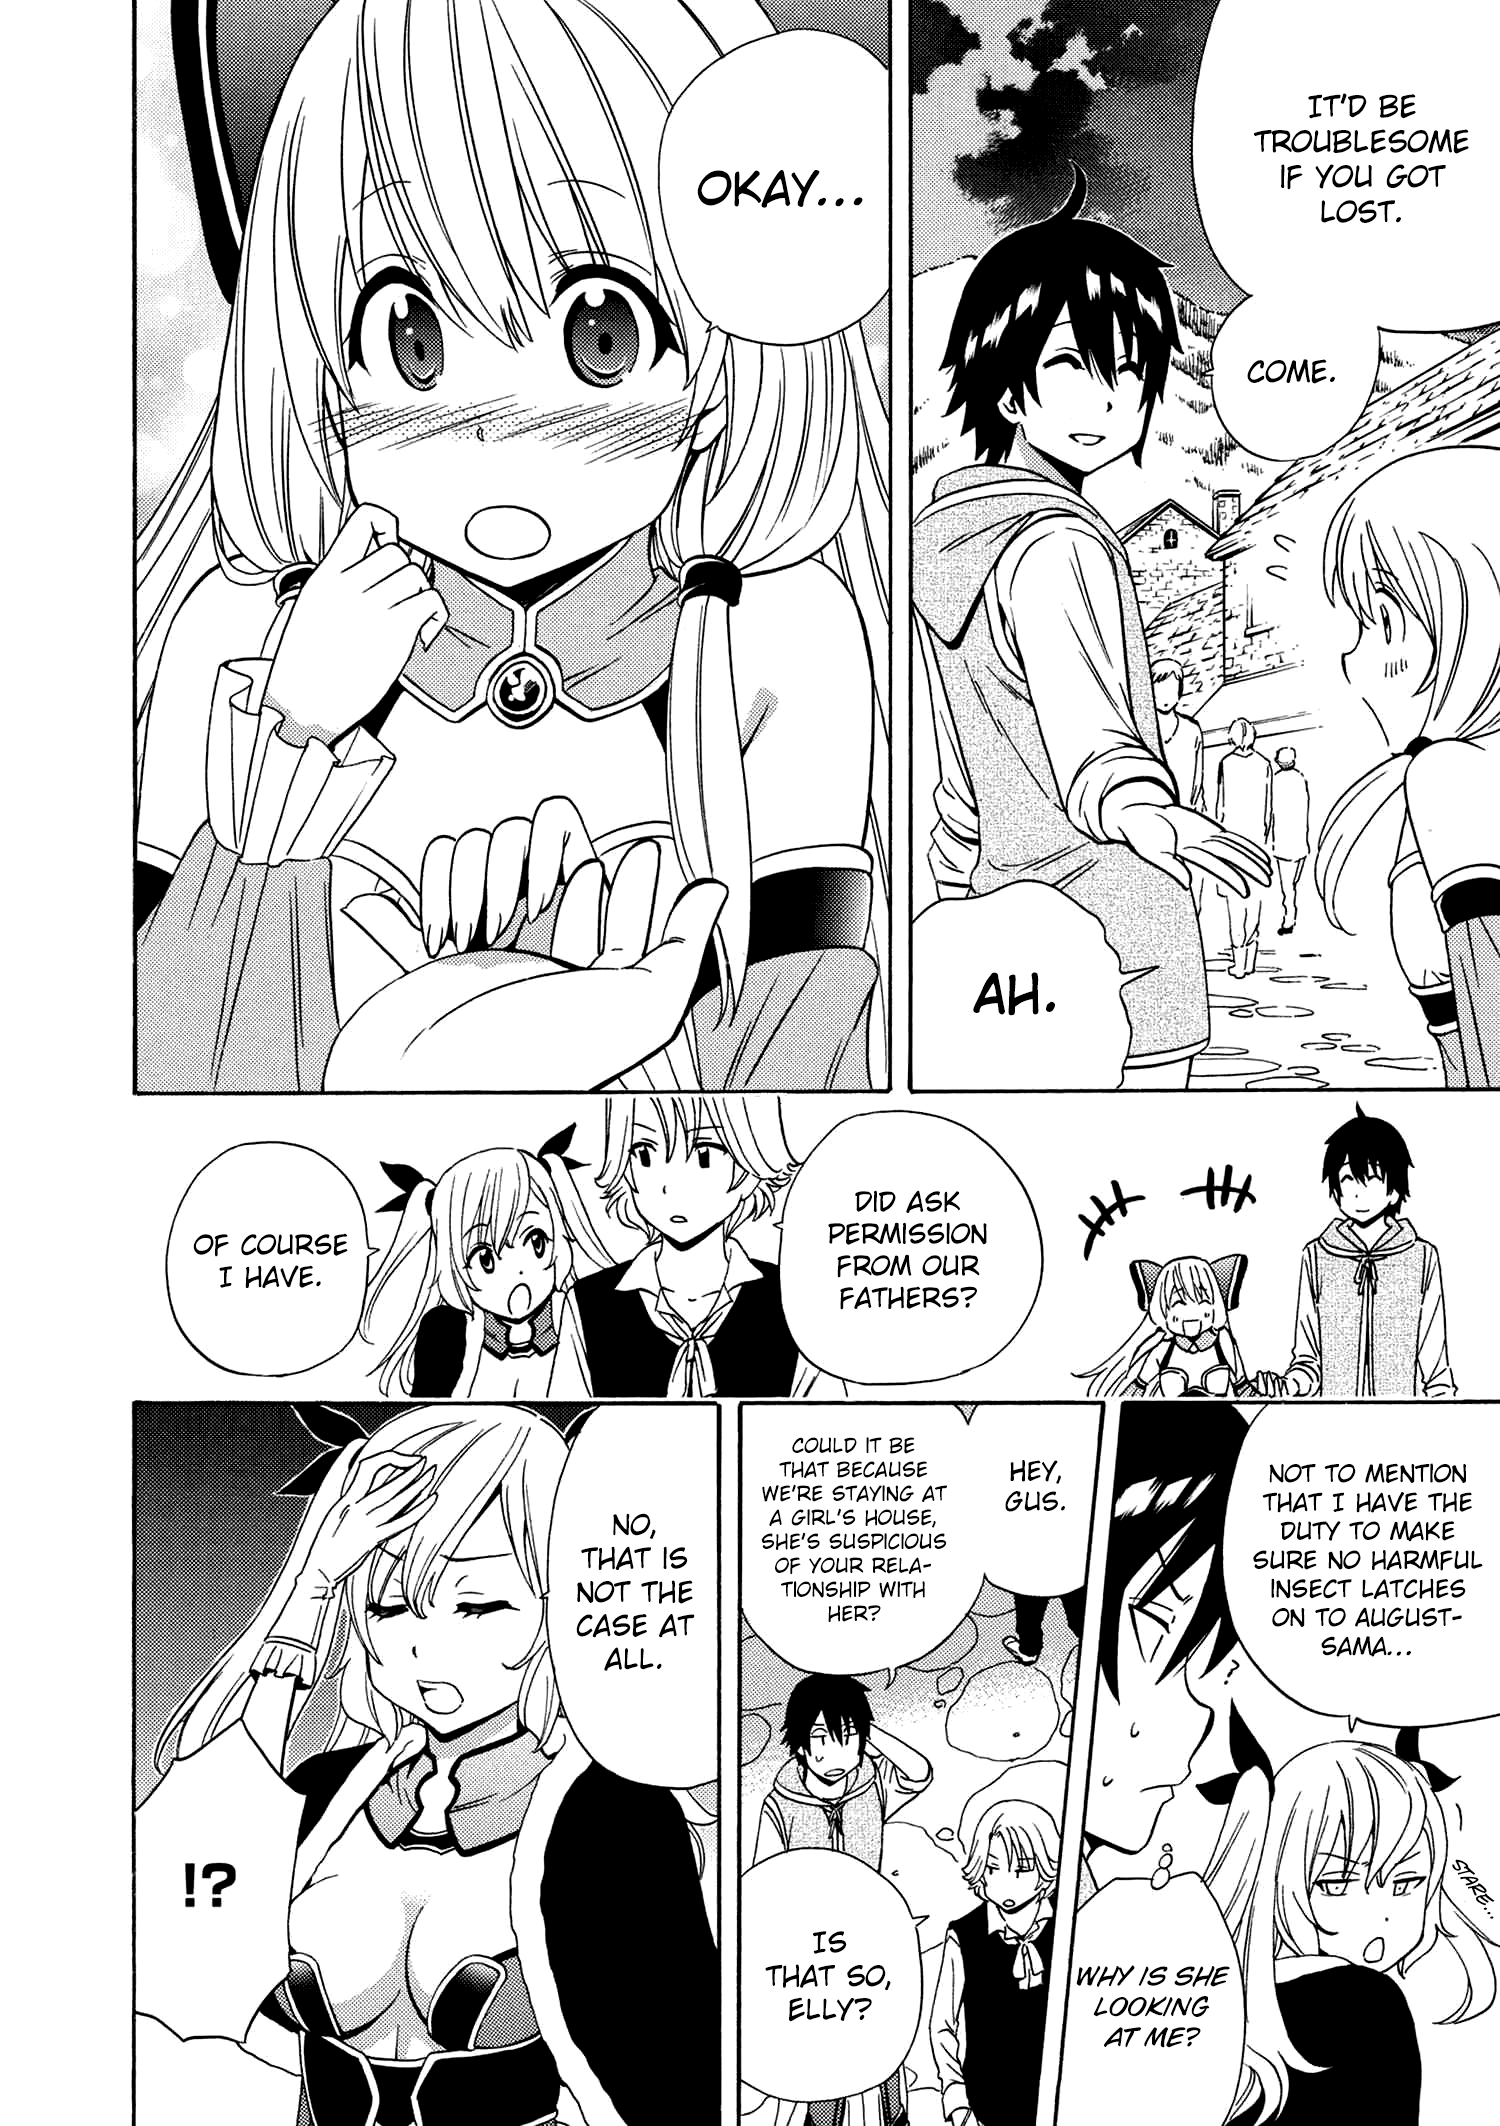 IT'D BE
TROUBLESOME
IF YOU GOT
LOST.
COME.
AH.
OKAY...
DID ASK
PERMISSION
FROM OUR
FATHERS?
OF COURSE
I HAVE.
NOT TO MENTION
THAT I HAVE THE
DUTY TO MAKE
SURE NO HARMFUL
INSECT LATCHES
ON TO AUGUST-
SAMA...
STARE...
WHY IS SHE
LOOKING
AT ME?
HEY,
GUS.
COULD IT BE
THAT BECAUSE
WE'RE STAYING AT
A GIRL'S HOUSE,
SHE'S SUSPICIOUS
OF YOUR RELA-
TIONSHIP WITH
HER?
IS
THAT SO,
ELLY?
NO,
THAT IS
NOT THE
CASE AT
ALL.
!?